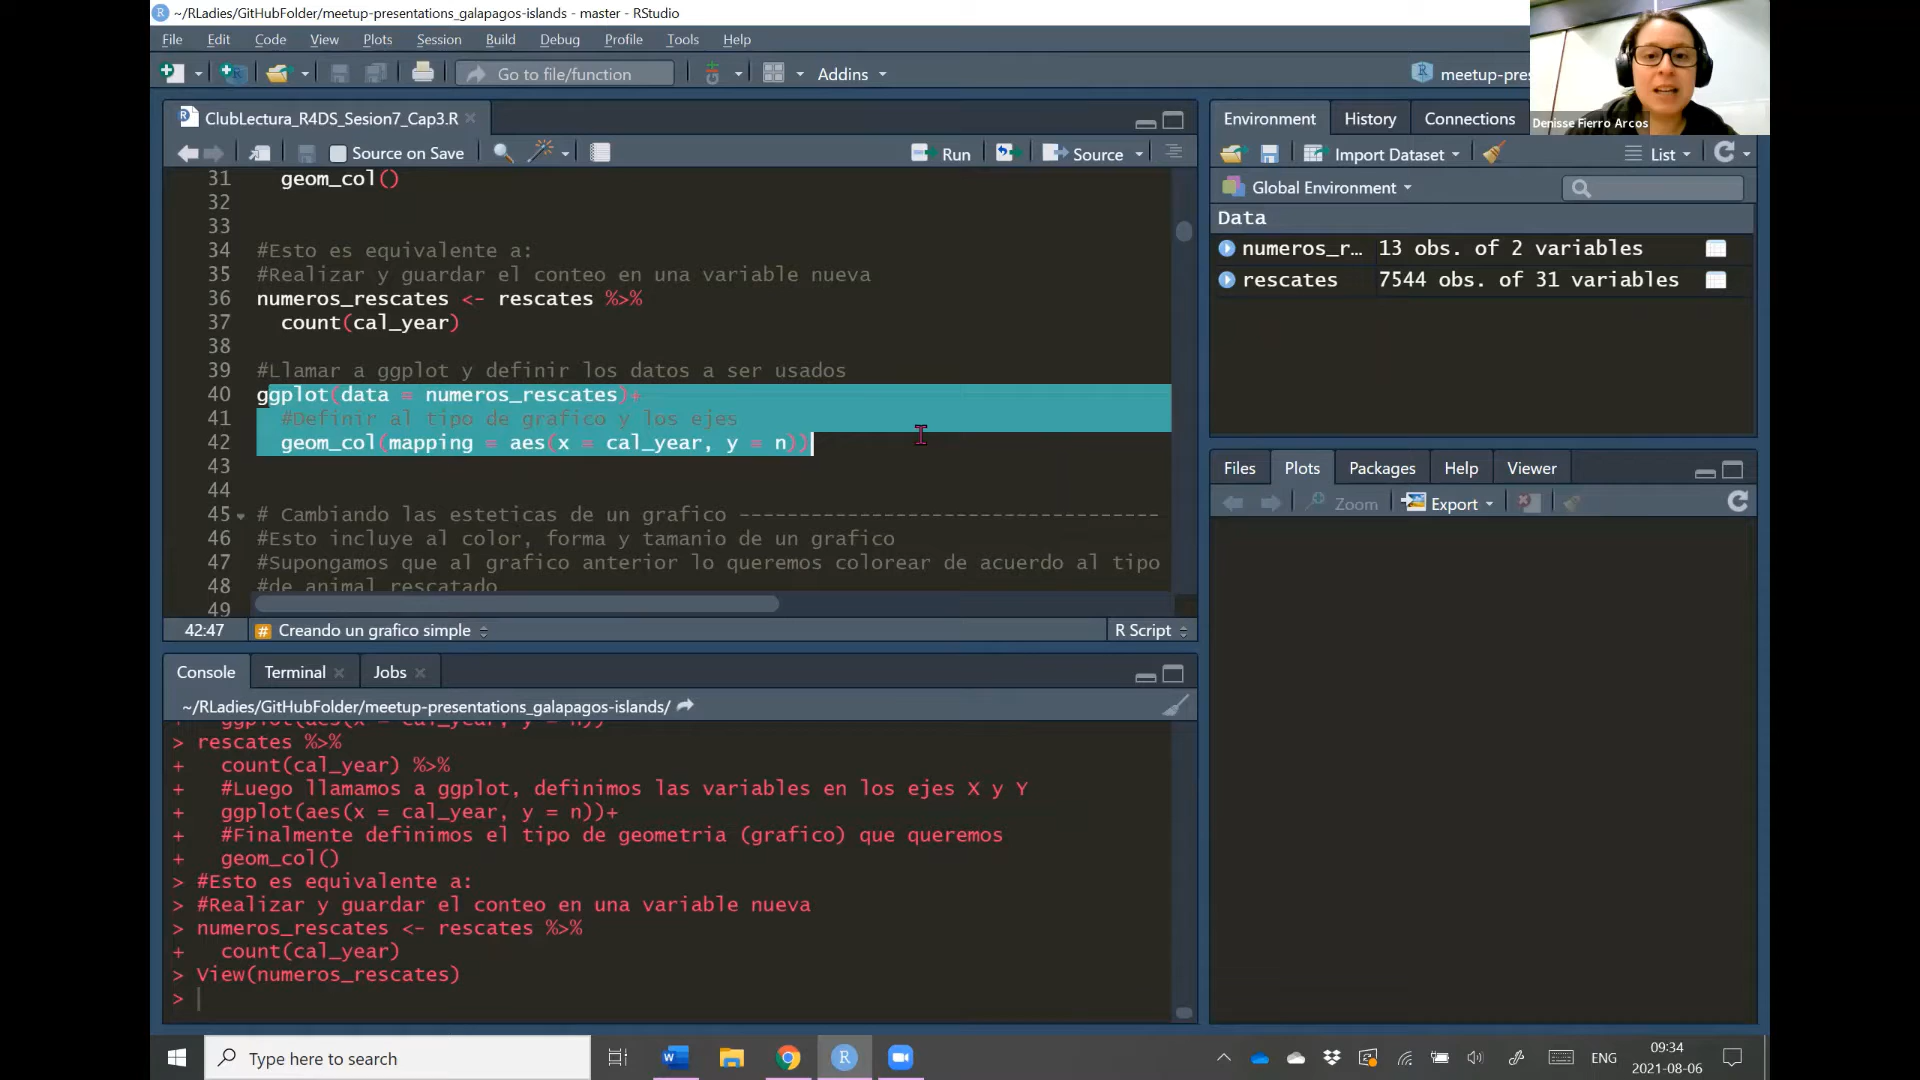 ~/RLadies/GitHubFolder/meetup-presentations_galapagos-islands - master - RStudio
File Edit Code View Plots Session Build Debug Profile Tools Help
Go to file/function Addins meetup-pres
Denisse Fierro Arcos
ClubLectura_R4DS_Sesion7_Cap3.R
Source on Save Run Source
31 geom_col()
32
33
34 #Esto es equivalente a:
35 #Realizar y guardar el conteo en una variable nueva
36 numeros_rescates <- rescates %>%
37 count(cal_year)
38
39 #Llamar a ggplot y definir los datos a ser usados
40 ggplot(data = numeros_rescates)+
41 #Definir al tipo de grafico y los ejes
42 geom_col(mapping = aes(x = cal_year, y = n))
43
44
45 # Cambiando las esteticas de un grafico -----------------------------------
46 #Esto incluye al color, forma y tamanio de un grafico
47 #Supongamos que al grafico anterior lo queremos colorear de acuerdo al tipo
48 #de animal rescatado
49
42:47 # Creando un grafico simple R Script
Console Terminal Jobs
~/RLadies/GitHubFolder/meetup-presentations_galapagos-islands/
+ ggplot(aes(x = cal_year, y = n))+
> rescates %>%
+ count(cal_year) %>%
+ #Luego llamamos a ggplot, definimos las variables en los ejes X y Y
+ ggplot(aes(x = cal_year, y = n))+
+ #Finalmente definimos el tipo de geometria (grafico) que queremos
+ geom_col()
> #Esto es equivalente a:
> #Realizar y guardar el conteo en una variable nueva
> numeros_rescates <- rescates %>%
+ count(cal_year)
> View(numeros_rescates)
>
Environment History Connections
Import Dataset List
Global Environment
Data
numeros_r… 13 obs. of 2 variables
rescates 7544 obs. of 31 variables
Files Plots Packages Help Viewer
Zoom Export
Type here to search
ENG
09:34
2021-08-06